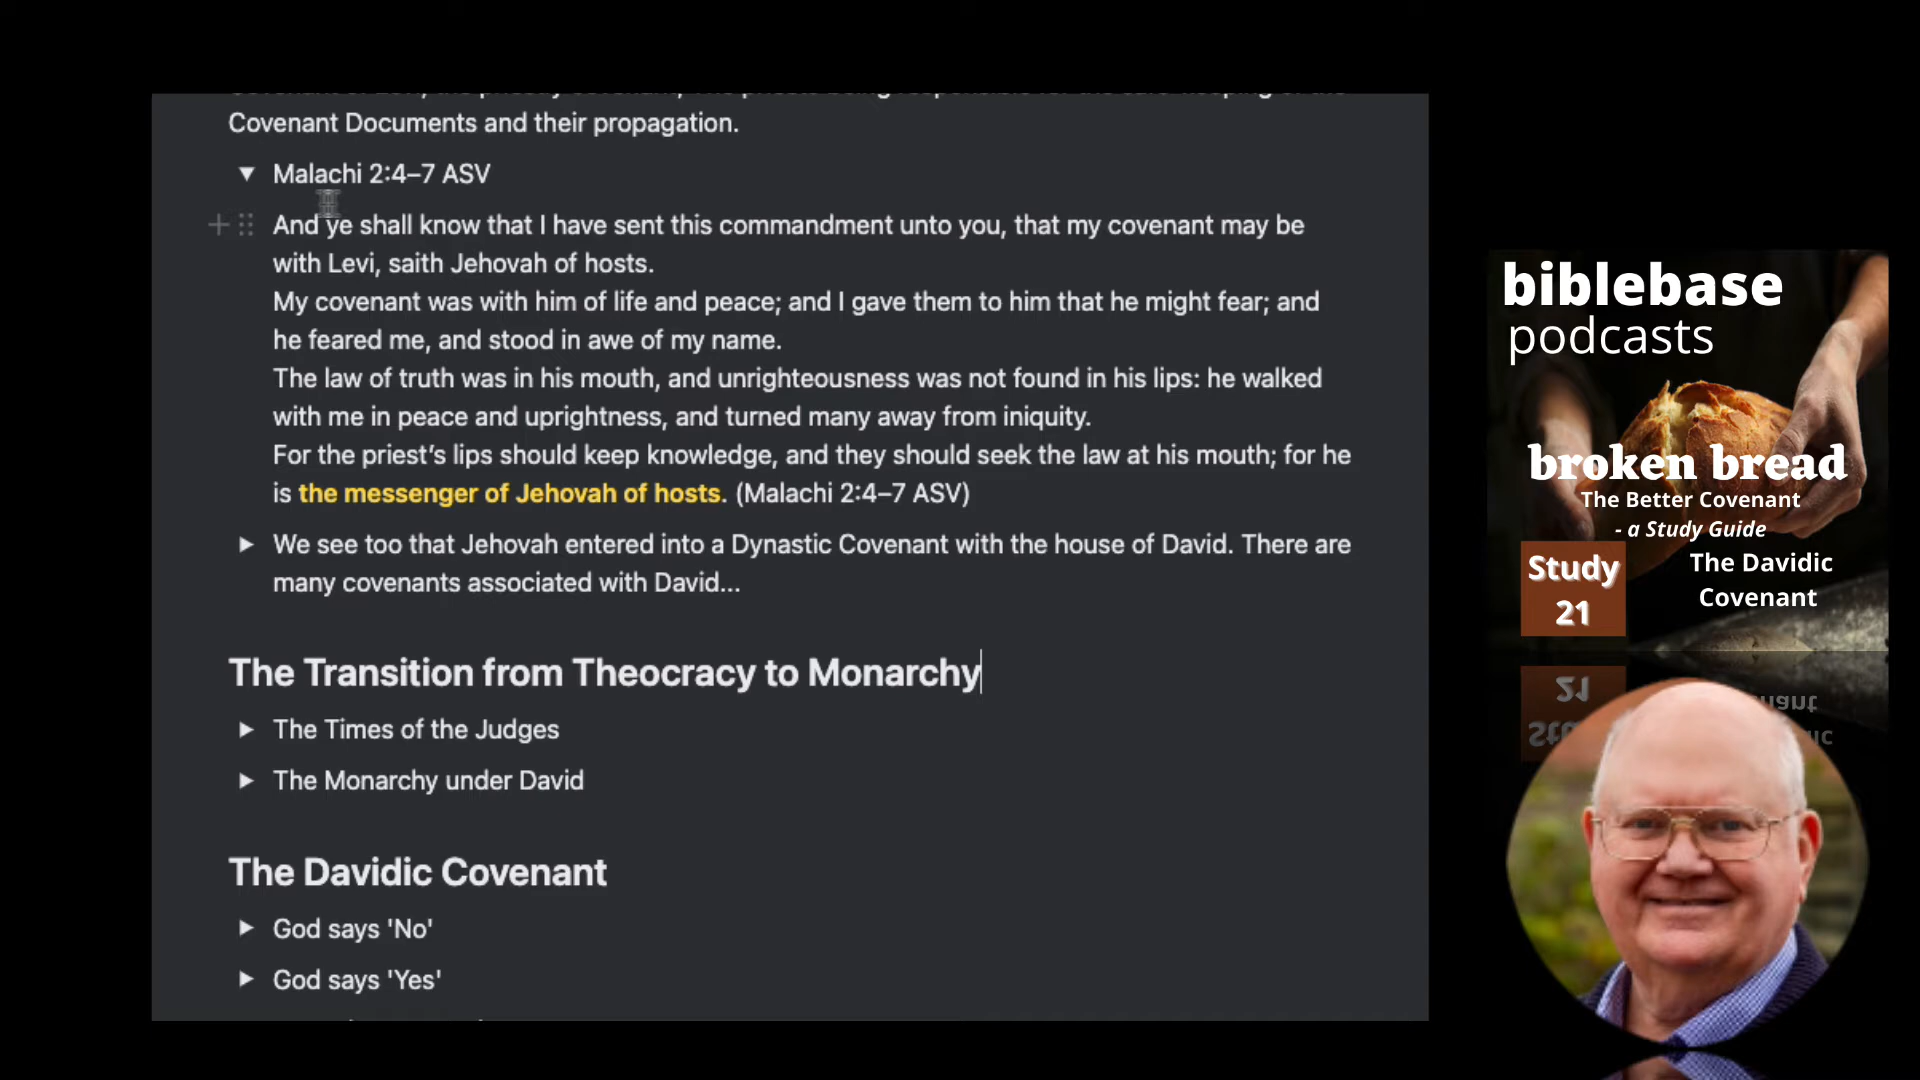 Covenant Documents and their propagation.
▼ Malachi 2:4–7 ASV
And ye shall know that I have sent this commandment unto you, that my covenant may be
with Levi, saith Jehovah of hosts.
My covenant was with him of life and peace; and I gave them to him that he might fear; and
he feared me, and stood in awe of my name.
The law of truth was in his mouth, and unrighteousness was not found in his lips: he walked
with me in peace and uprightness, and turned many away from iniquity.
For the priest’s lips should keep knowledge, and they should seek the law at his mouth; for he
is the messenger of Jehovah of hosts. (Malachi 2:4–7 ASV)
▶ We see too that Jehovah entered into a Dynastic Covenant with the house of David. There are
many covenants associated with David...
The Transition from Theocracy to Monarchy
▶ The Times of the Judges
▶ The Monarchy under David
The Davidic Covenant
▶ God says 'No'
▶ God says 'Yes'
biblebase
podcasts
broken bread
The Better Covenant
- a Study Guide
Study
21
The Davidic
Covenant